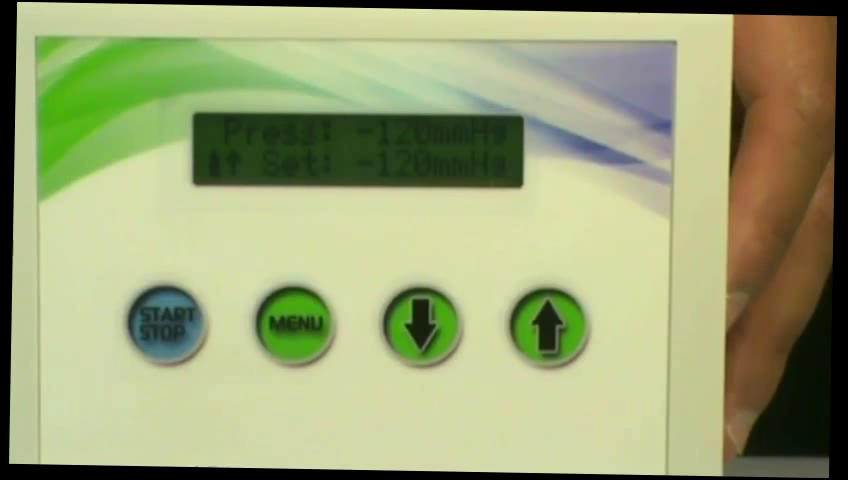 Press: -120mmHg
Set: -120mmHg
START
STOP
MENU